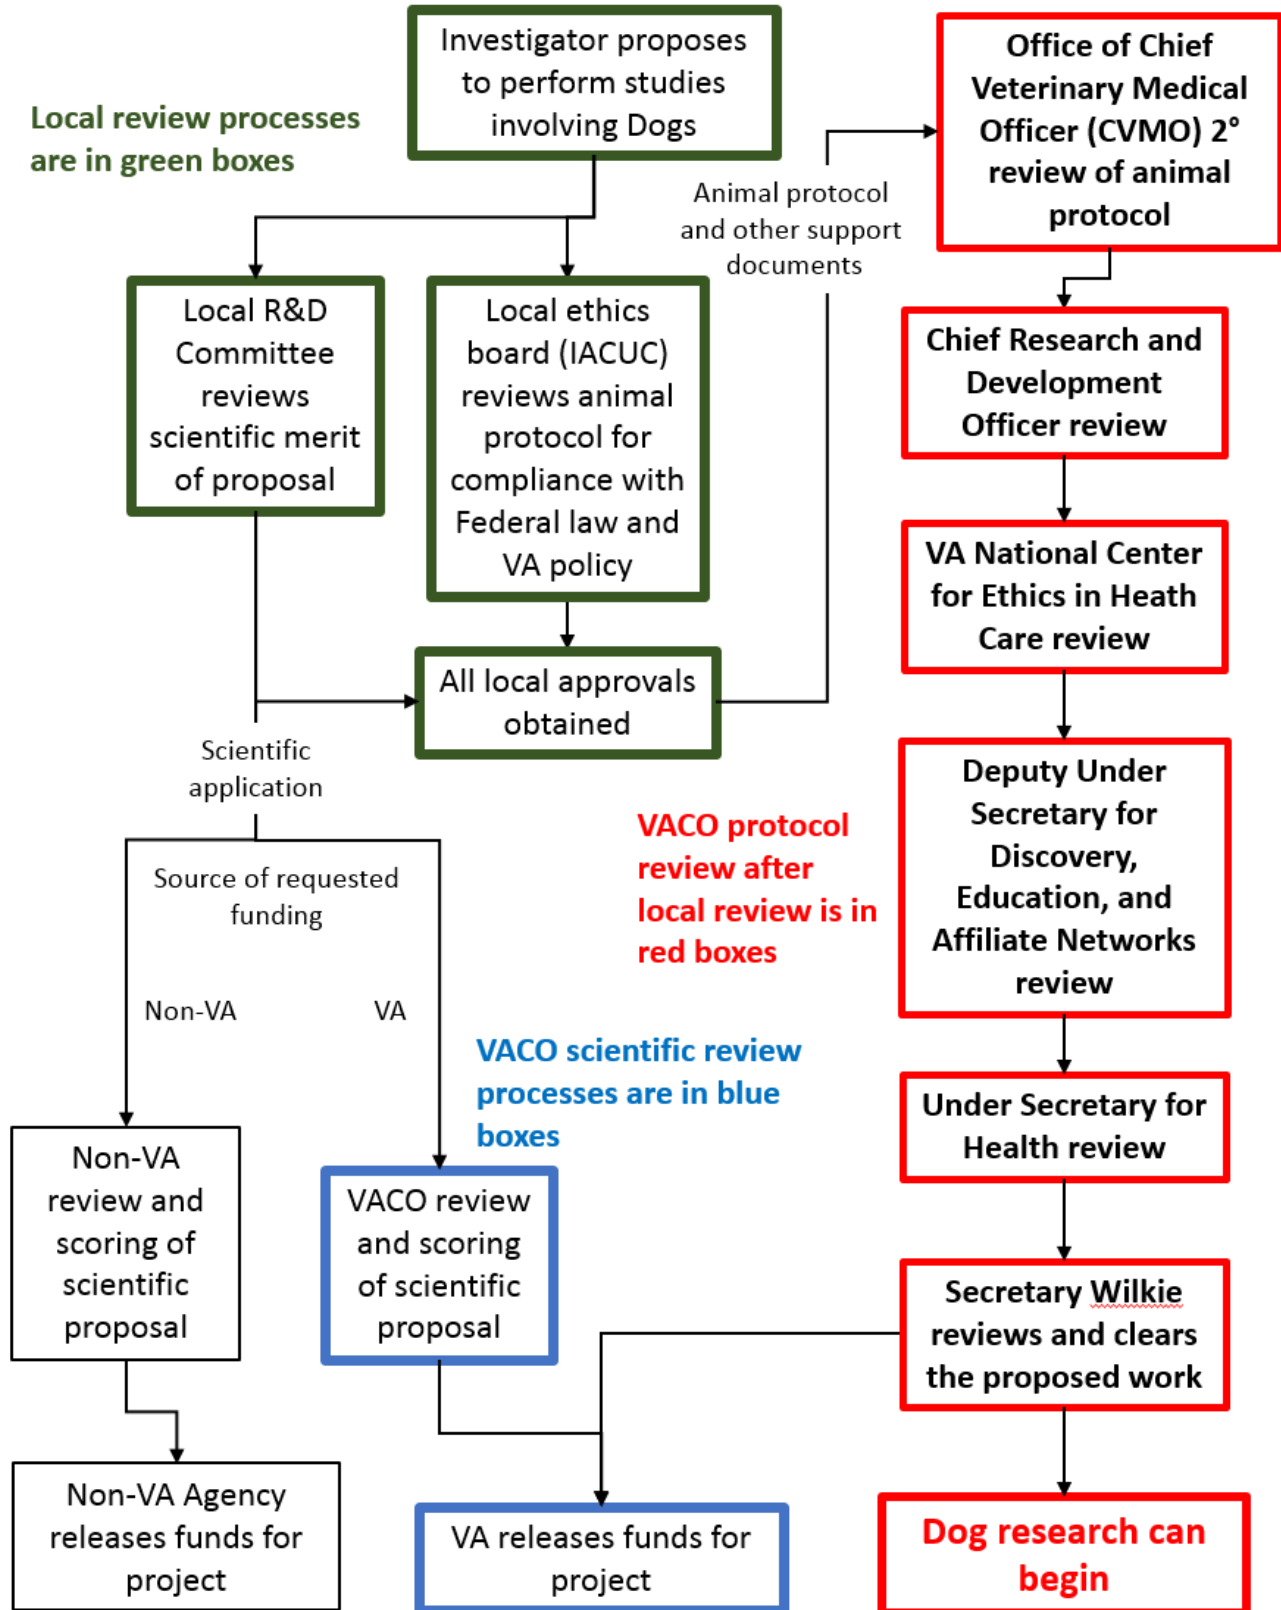 Investigator proposes
to perform studies
involving Dogs
Local review processes
are in green boxes
Office of Chief
Veterinary Medical
Officer (CVMO) 2°
review of animal
protocol
Animal protocol
and other support
documents
Local R&D
Committee
reviews
scientific merit
of proposal
Local ethics
board (IACUC)
reviews animal
protocol for
compliance with
Federal law and
VA policy
Chief Research and
Development
Officer review
VA National Center
for Ethics in Heath
Care review
All local approvals
obtained
Scientific
application
Source of requested
funding
Non-VA
VA
VACO protocol
review after
local review is in
red boxes
Deputy Under
Secretary for
Discovery,
Education, and
Affiliate Networks
review
VACO scientific review
processes are in blue
boxes
Under Secretary for
Health review
Non-VA
review and
scoring of
scientific
proposal
VACO review
and scoring
of scientific
proposal
Secretary Wilkie
reviews and clears
the proposed work
Non-VA Agency
releases funds for
project
VA releases funds for
project
Dog research can
begin